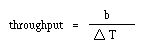 throughput = b
△ T